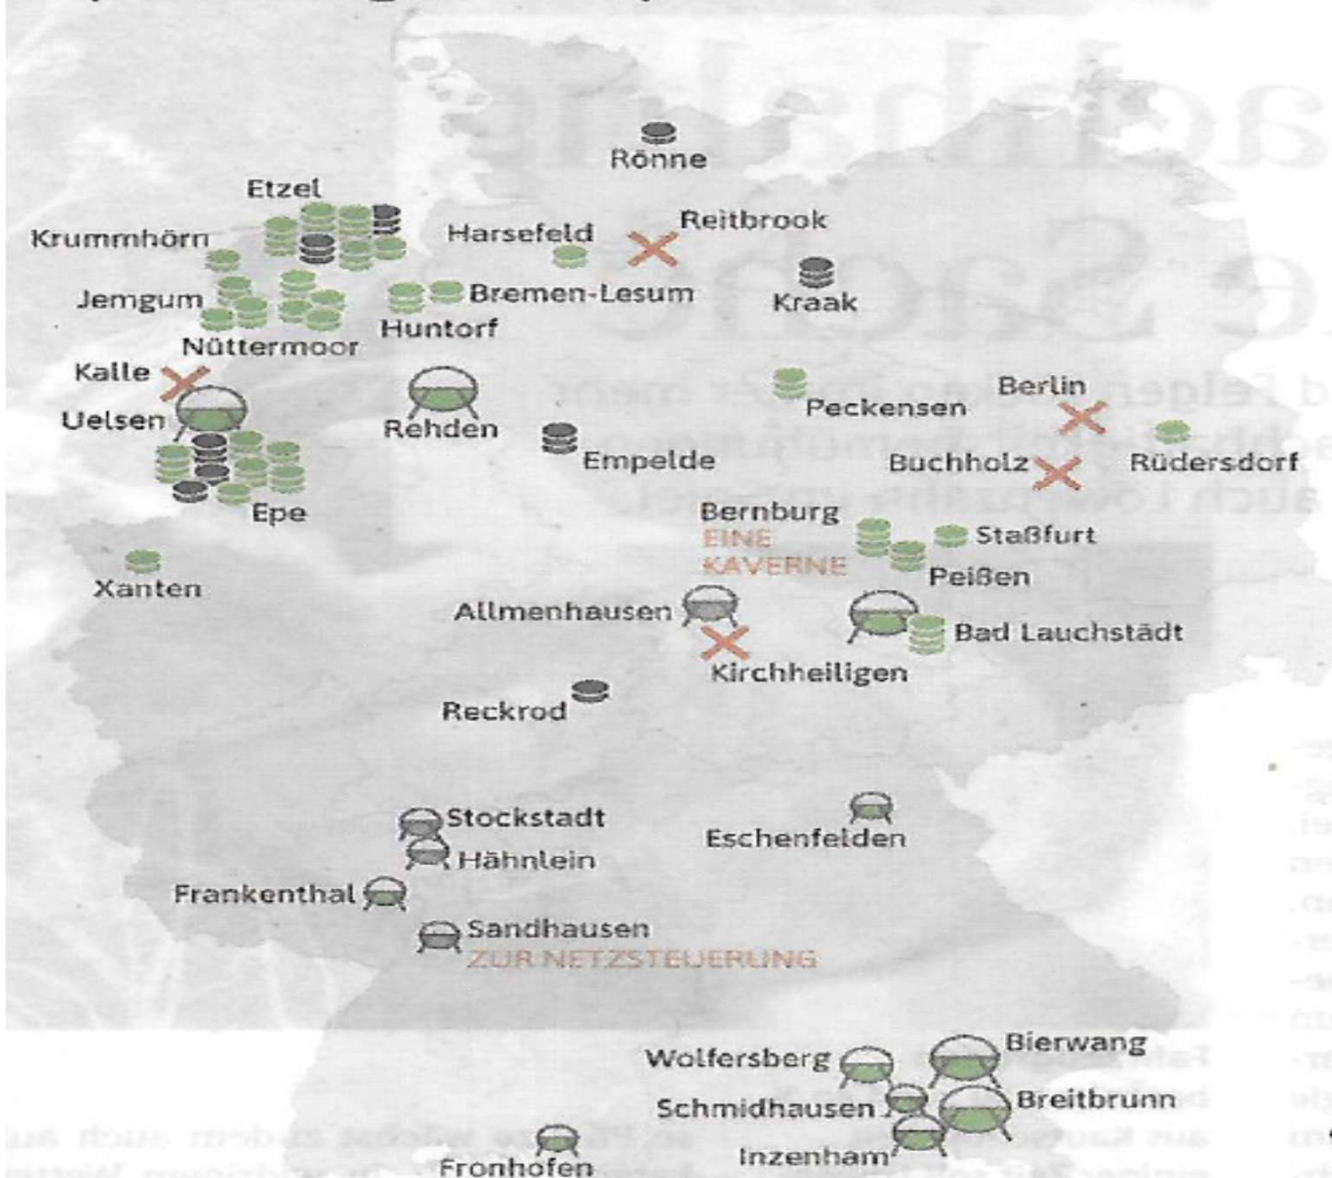 Rönne
Etzel
Krummhörn
Harsefeld
Reitbrook
Jemgum
Bremen-Lesum
Kraak
Huntorf
Nüttermoor
Kalle
Uelsen
Rehden
Peckensen
Berlin
Empelde
Buchholz
Rüdersdorf
Epe
Bernburg
EINE
KAVERNE
Staßfurt
Peißen
Xanten
Allmenhausen
Bad Lauchstädt
Kirchheiligen
Reckrod
Stockstadt
Eschenfelden
Hähnlein
Frankenthal
Sandhausen
ZUR NETZSTEUERUNG
Wolfersberg
Bierwang
Schmidhausen
Breitbrunn
Inzenham
Fronhofen